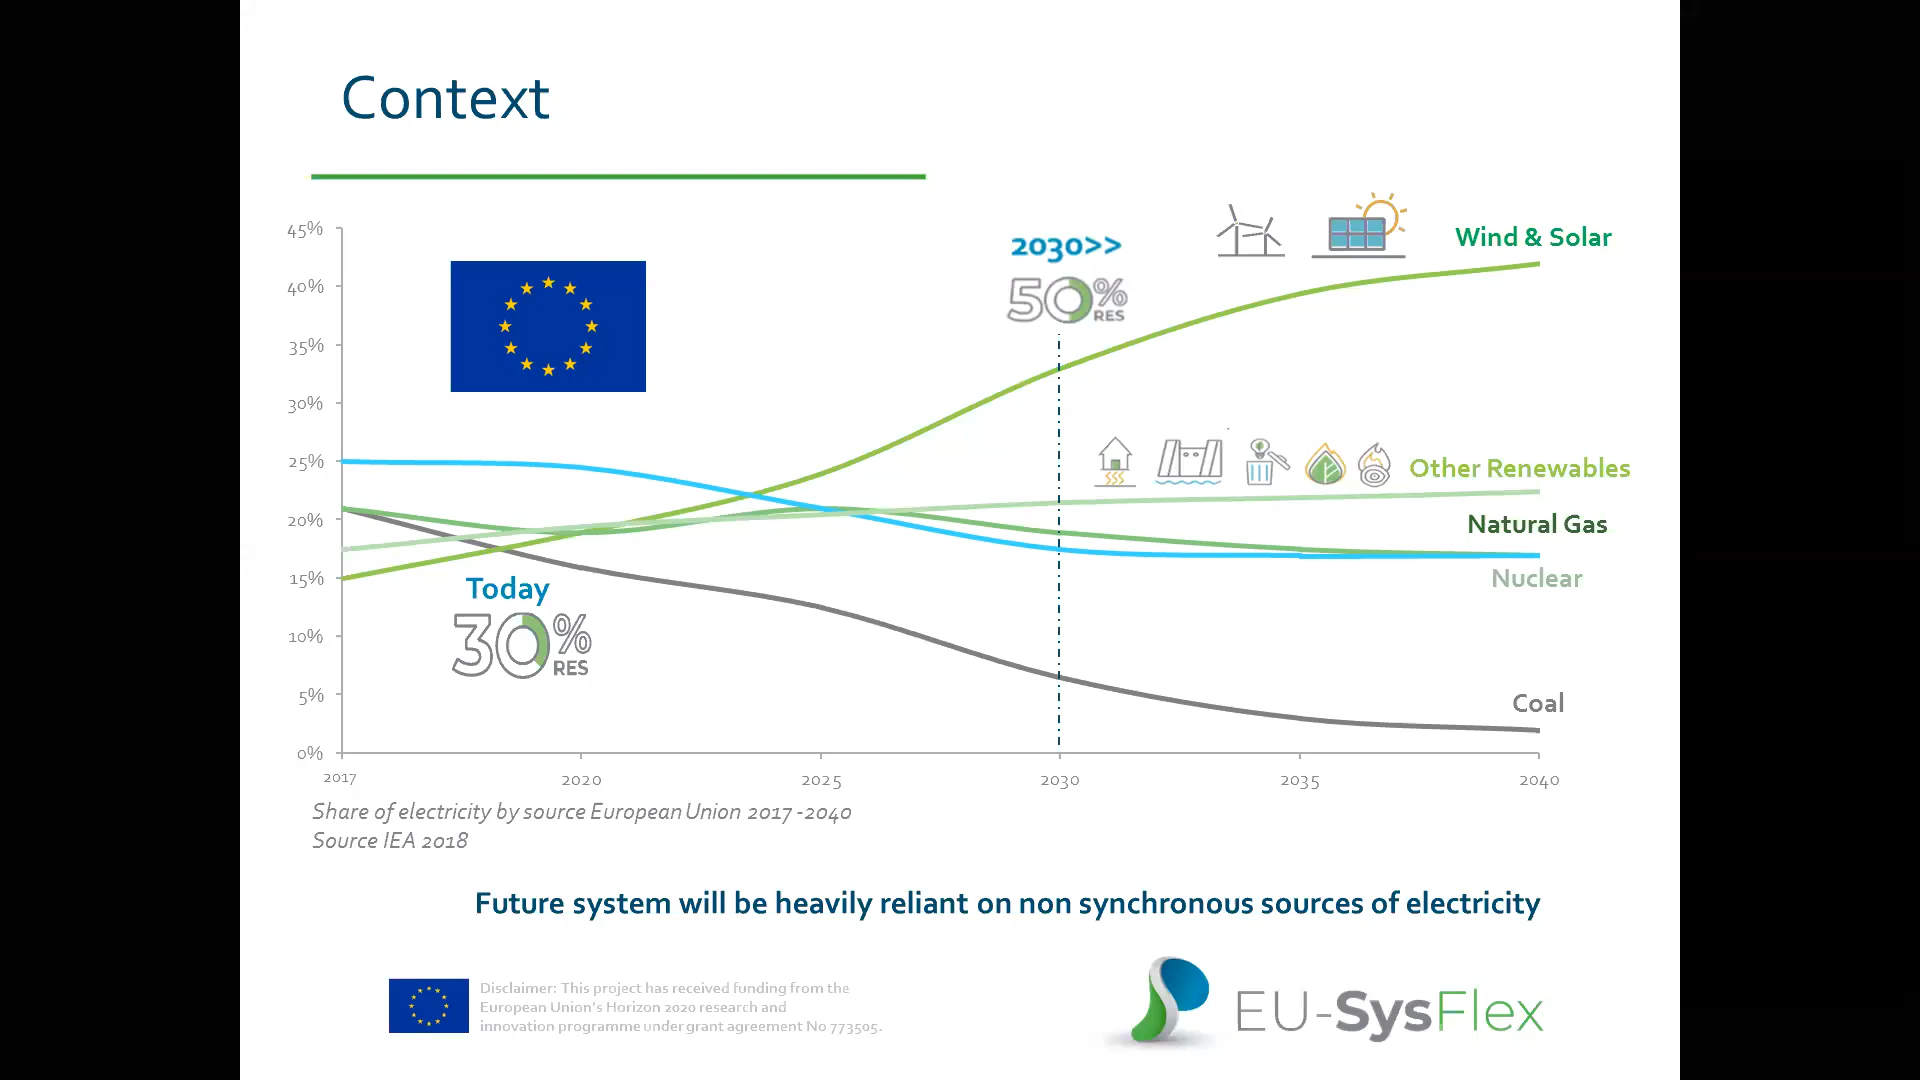 Context
45%
40%
35%
30%
25%
20%
15%
10%
5%
0%
2030>>
50%
RES
Wind & Solar
Other Renewables
Natural Gas
Nuclear
Coal
Today
30%
RES
2017
2020
2025
2030
2035
2040
Share of electricity by source European Union 2017 -2040
Source IEA 2018
Future system will be heavily reliant on non synchronous sources of electricity
Disclaimer: This project has received funding from the
European Union's Horizon 2020 research and
innovation programme under grant agreement No 773505.
EU-SysFlex